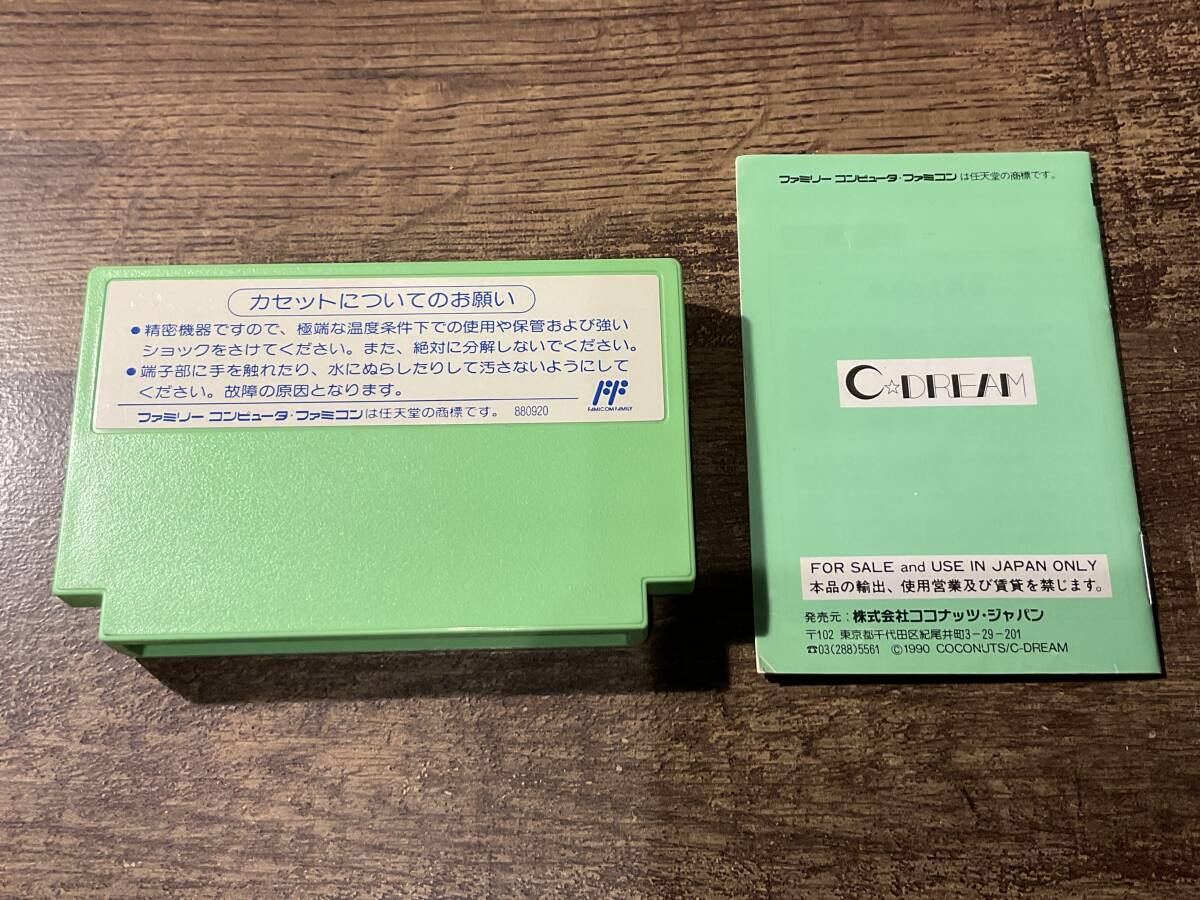 カセットについてのお願い
●精密機器ですので、極端な温度条件下での使用や保管および強い
ショックをさけてください。また、絶対に分解しないでください。
●端子部に手を触れたり、水にぬらしたりして汚さないようにして
ください。故障の原因となります。
FAMICOM FAMILY
ファミリー コンピュータ・ファミコンは任天堂の商標です。 880920
ファミリー コンピュータ・ファミコンは任天堂の商標です。
C☆DREAM
FOR SALE and USE IN JAPAN ONLY
本品の輸出、使用営業及び賃貸を禁じます。
発売元：株式会社ココナッツ・ジャパン
〒102 東京都千代田区紀尾井町3-29-201
☎03(288)5561 ©1990 COCONUTS/C-DREAM